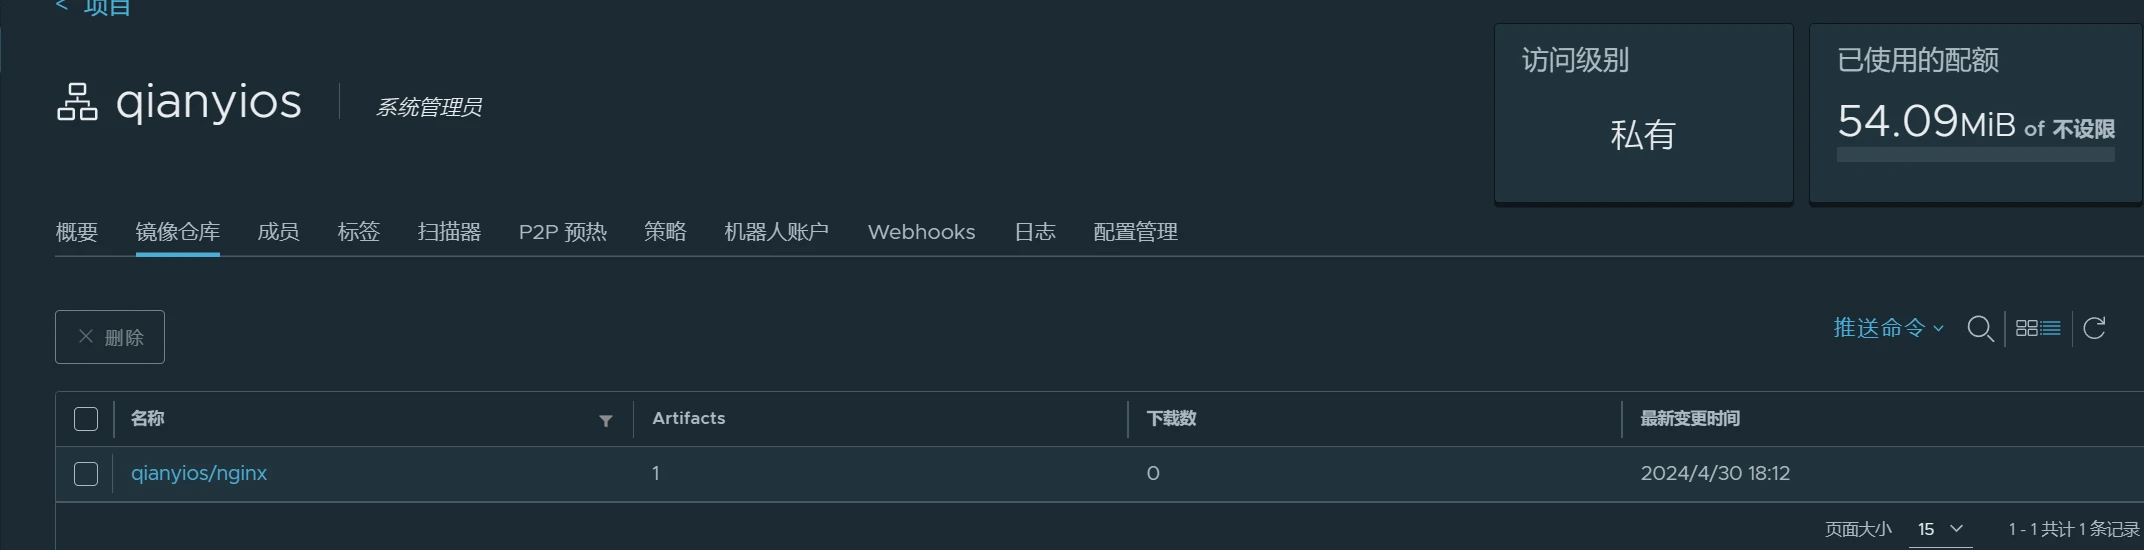 < 项目
qianyios 系统管理员
访问级别
私有
已使用的配额
54.09MiB of 不设限
概要 镜像仓库 成员 标签 扫描器 P2P 预热 策略 机器人账户 Webhooks 日志 配置管理
删除
推送命令
名称 Artifacts 下载数 最新变更时间
qianyios/nginx 1 0 2024/4/30 18:12
页面大小 15 1 - 1 共计 1 条记录